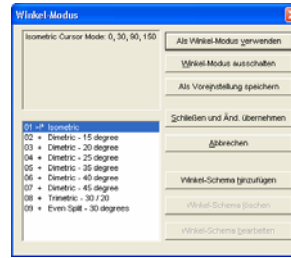 Winkel-Modus
Isometric Cursor Mode: 0, 30, 90, 150
Als Winkel-Modus verwenden
Winkel-Modus ausschalten
Als Voreinstellung speichern
Schließen und Änd. übernehmen
Abbrechen
Winkel-Schema hinzufügen
Winkel-Schema löschen
Winkel-Schema bearbeiten
01 ->* Isometric
02 + Dimetric - 15 degree
03 + Dimetric - 20 degree
04 + Dimetric - 25 degree
05 + Dimetric - 35 degree
06 + Dimetric - 40 degree
07 + Dimetric - 45 degree
08 + Trimetric - 30 / 20
09 + Even Split - 30 degrees